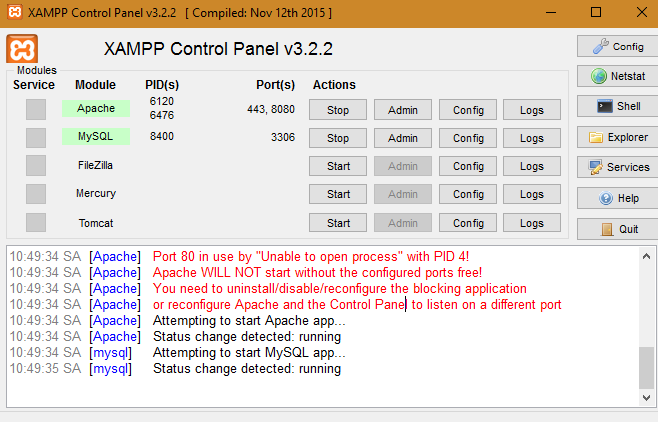 XAMPP Control Panel v3.2.2 [ Compiled: Nov 12th 2015 ]
XAMPP Control Panel v3.2.2
Config
Modules
Service Module PID(s) Port(s) Actions
Netstat
Apache 6120 6476 443, 8080 Stop Admin Config Logs
Shell
MySQL 8400 3306 Stop Admin Config Logs
Explorer
FileZilla Start Admin Config Logs
Services
Mercury Start Admin Config Logs
Help
Tomcat Start Admin Config Logs
Quit
10:49:34 SA [Apache] Port 80 in use by "Unable to open process" with PID 4!
10:49:34 SA [Apache] Apache WILL NOT start without the configured ports free!
10:49:34 SA [Apache] You need to uninstall/disable/reconfigure the blocking application
10:49:34 SA [Apache] or reconfigure Apache and the Control Panel to listen on a different port
10:49:34 SA [Apache] Attempting to start Apache app...
10:49:34 SA [Apache] Status change detected: running
10:49:34 SA [mysql] Attempting to start MySQL app...
10:49:35 SA [mysql] Status change detected: running